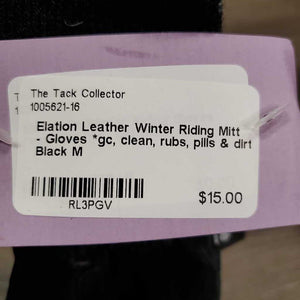 The Tack Collector
1005621-16
Elation Leather Winter Riding Mitt
- Gloves *gc, clean, rubs, pills & dirt
Black M
RL3PGV
$15.00